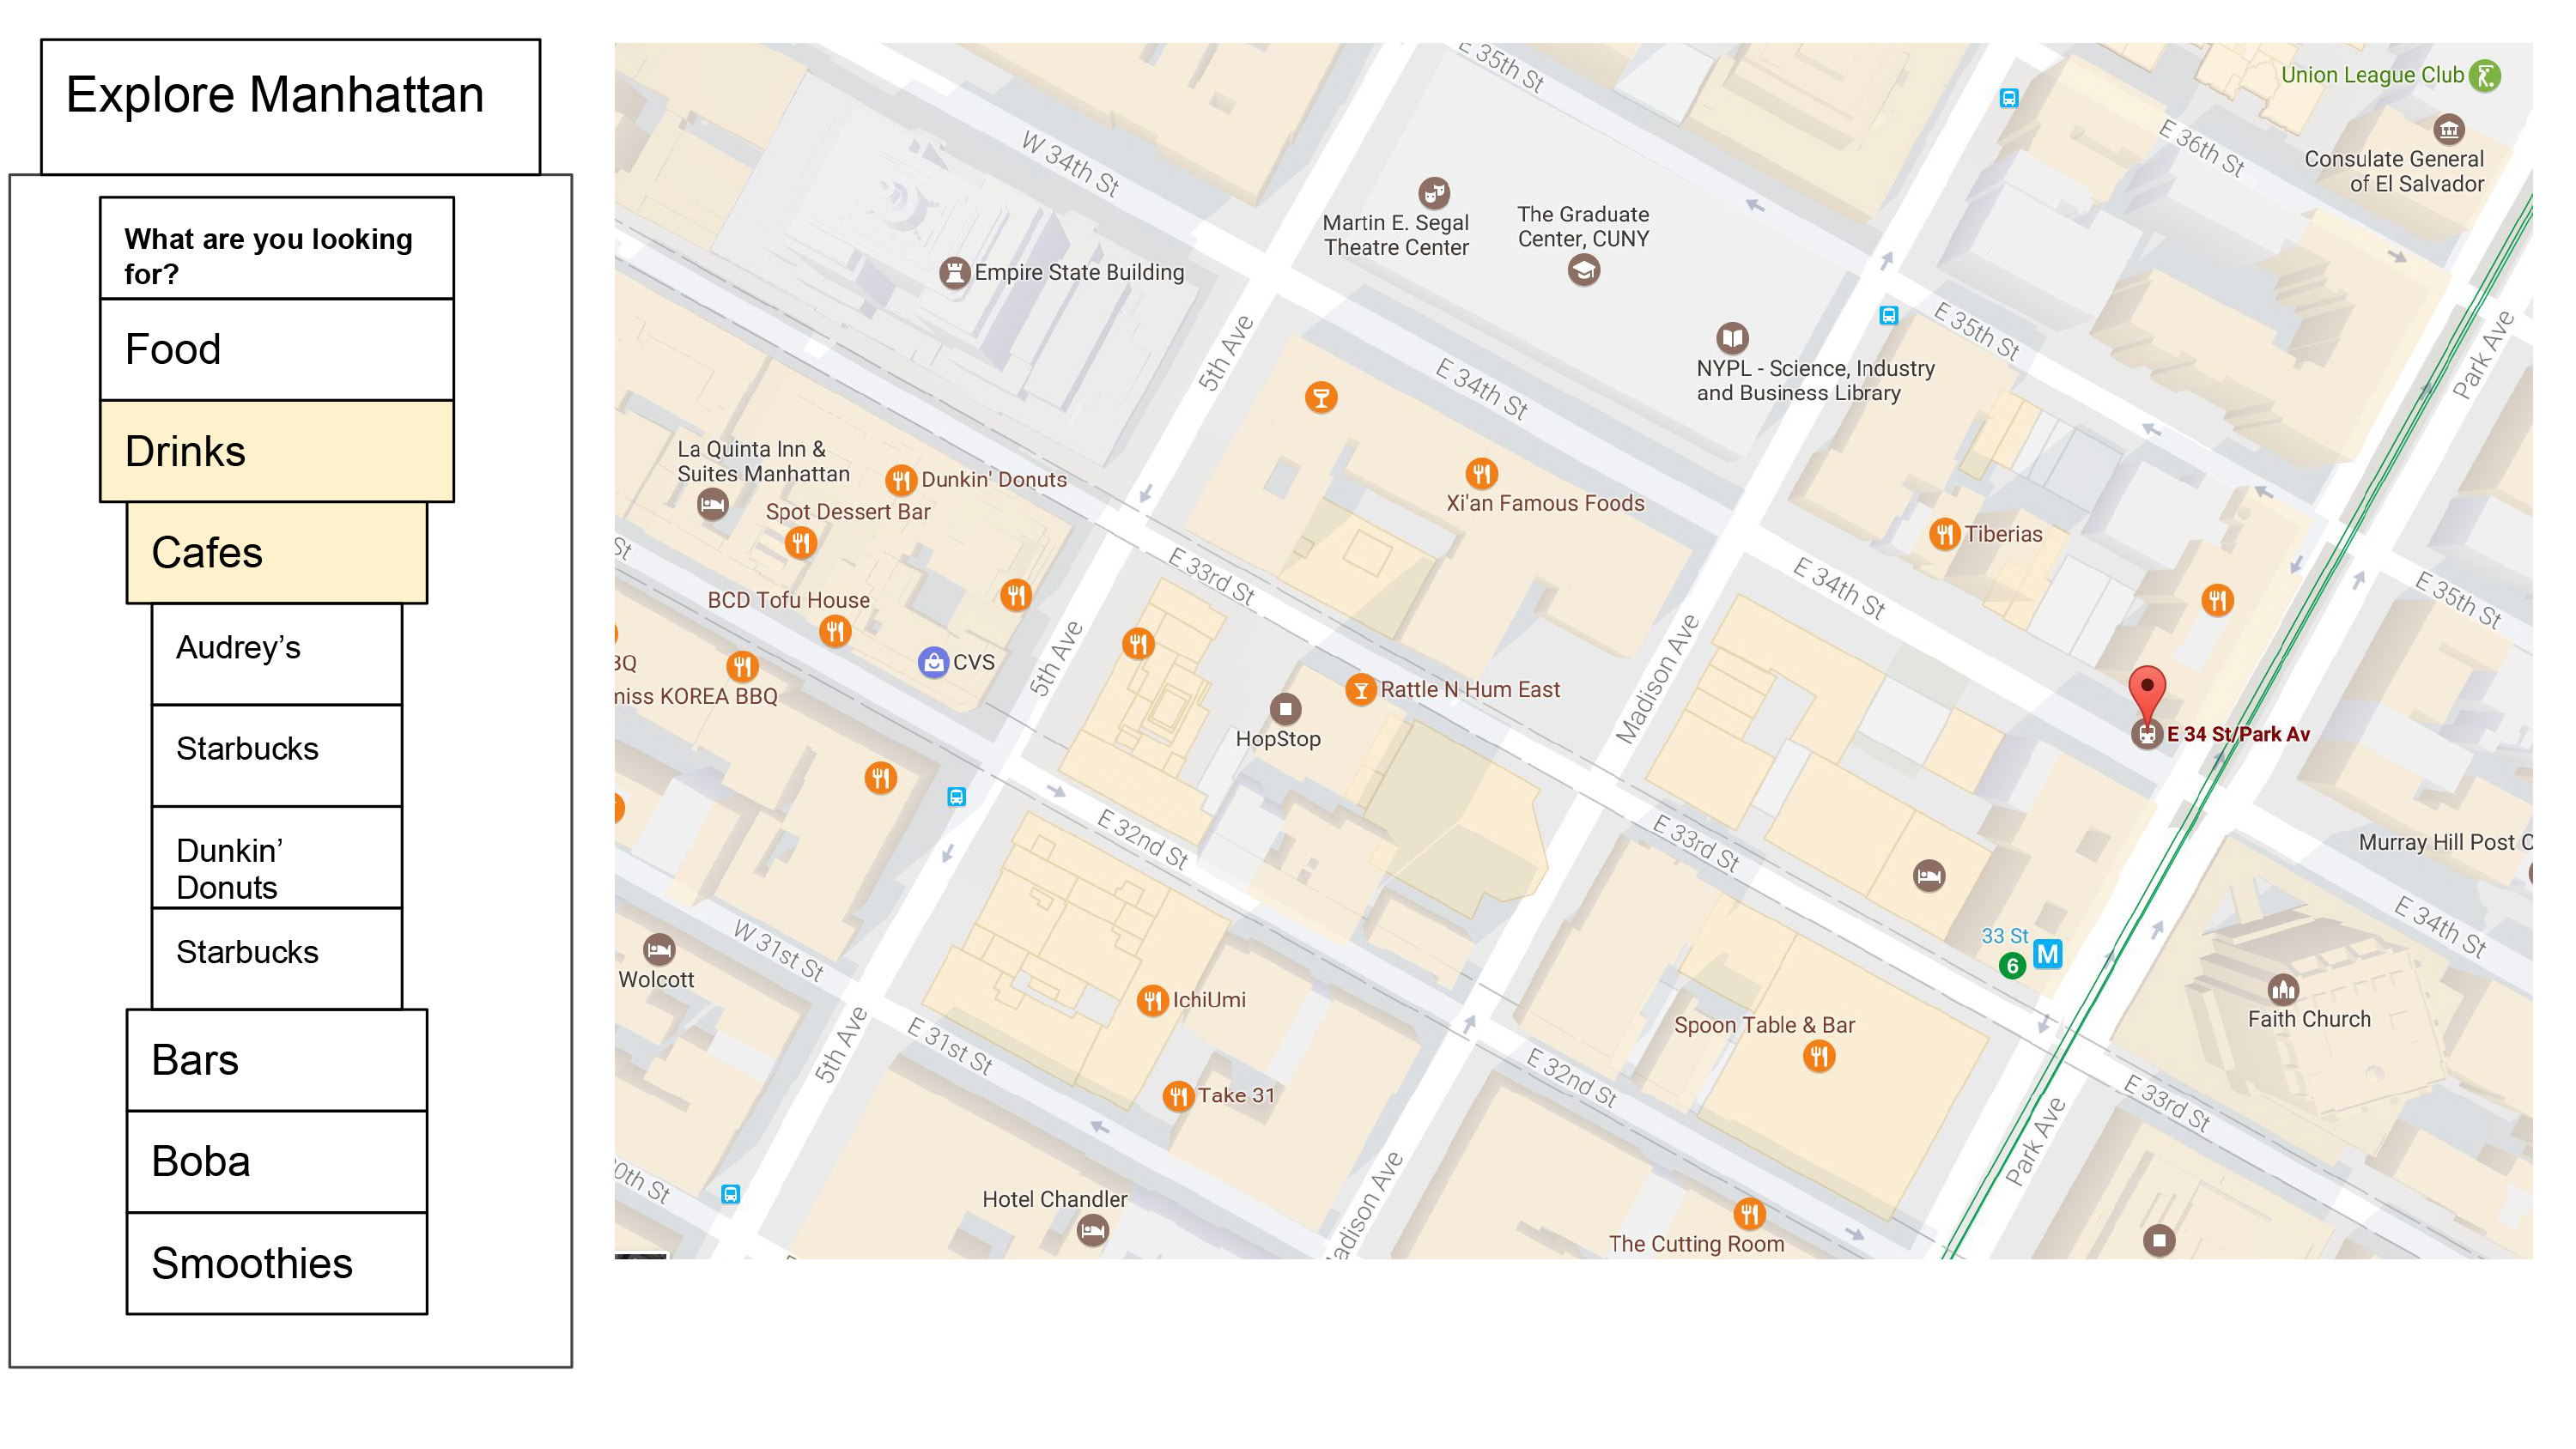 Explore Manhattan
What are you looking
for?
Food
Drinks
Cafes
Audrey’s
Starbucks
Dunkin’
Donuts
Starbucks
Bars
Boba
Smoothies
E 35th St
Union League Club
W 34th St
E 36th St
Consulate General
of El Salvador
Martin E. Segal
Theatre Center
The Graduate
Center, CUNY
Empire State Building
5th Ave
E 35th St
Park Ave
NYPL - Science, Industry
and Business Library
E 34th St
La Quinta Inn &
Suites Manhattan
Dunkin' Donuts
Spot Dessert Bar
Xi'an Famous Foods
Tiberias
St
E 33rd St
E 34th St
E 35th St
BCD Tofu House
5th Ave
CVS
BQ
miss KOREA BBQ
Rattle N Hum East
Madison Ave
HopStop
E 34 St/Park Av
E 32nd St
E 33rd St
Murray Hill Post O
E 34th St
W 31st St
33 St
M
6
Wolcott
IchiUmi
Faith Church
Spoon Table & Bar
5th Ave
E 31st St
E 32nd St
E 33rd St
Take 31
Park Ave
0th St
Hotel Chandler
adison Ave
The Cutting Room